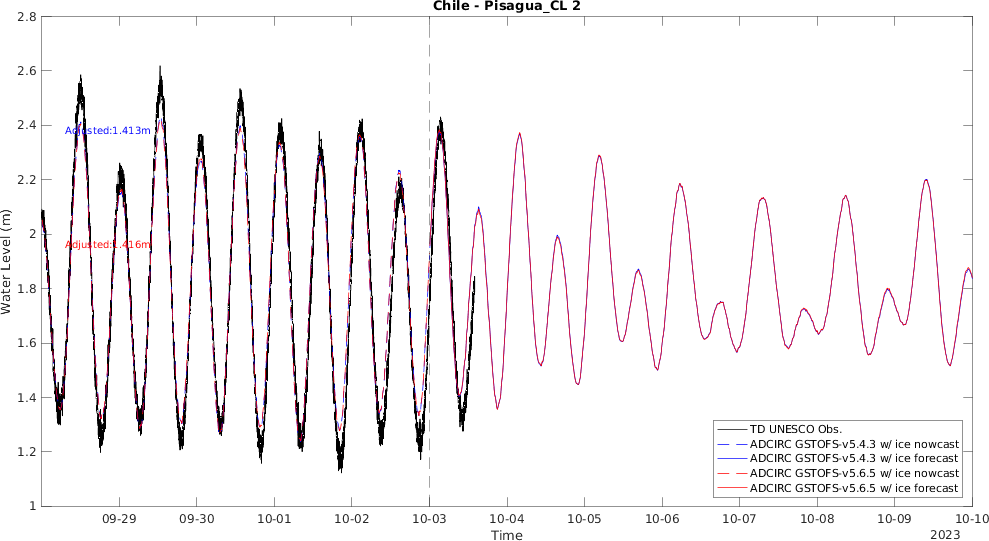 Chile - Pisagua_CL 2
2.8
2.6
2.4
2.2
2
1.8
1.6
1.4
1.2
1
Water Level (m)
Adjusted:1.413m
Adjusted:1.416m
TD UNESCO Obs.
ADCIRC GSTOFS-v5.4.3 w/ ice nowcast
ADCIRC GSTOFS-v5.4.3 w/ ice forecast
ADCIRC GSTOFS-v5.6.5 w/ ice nowcast
ADCIRC GSTOFS-v5.6.5 w/ ice forecast
09-29 09-30 10-01 10-02 10-03 10-04 10-05 10-06 10-07 10-08 10-09 10-10
Time
2023